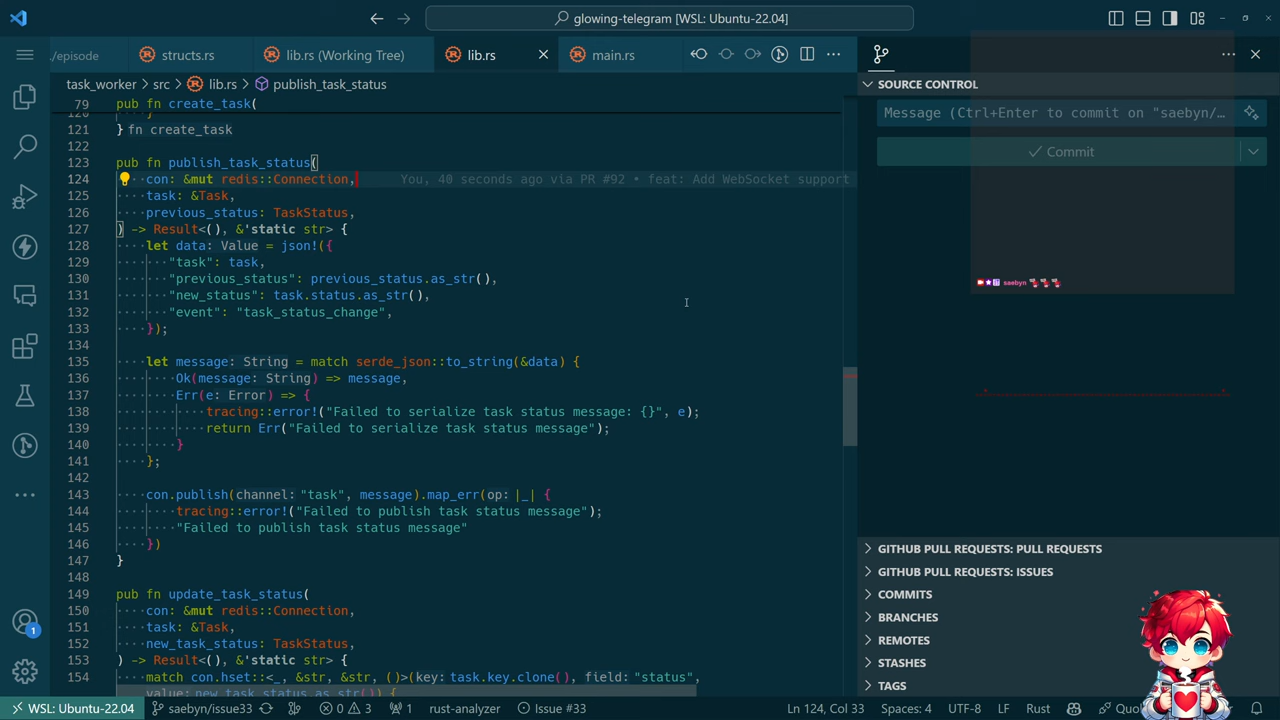 glowing-telegram [WSL: Ubuntu-22.04]
/episode
structs.rs
lib.rs (Working Tree)
lib.rs
main.rs
task_worker > src > lib.rs > publish_task_status
79 pub fn create_task(
120 }
121 } fn create_task
122
123 pub fn publish_task_status(
124 con: &mut redis::Connection, You, 40 seconds ago via PR #92 • feat: Add WebSocket support
125 task: &Task,
126 previous_status: TaskStatus,
127 ) -> Result<(), &'static str> {
128 let data: Value = json!({
129 "task": task,
130 "previous_status": previous_status.as_str(),
131 "new_status": task.status.as_str(),
132 "event": "task_status_change",
133 });
134
135 let message: String = match serde_json::to_string(&data) {
136 Ok(message: String) => message,
137 Err(e: Error) => {
138 tracing::error!("Failed to serialize task status message: {}", e);
139 return Err("Failed to serialize task status message");
140 }
141 };
142
143 con.publish(channel: "task", message).map_err(op: |_| {
144 tracing::error!("Failed to publish task status message");
145 "Failed to publish task status message"
146 })
147 }
148
149 pub fn update_task_status(
150 con: &mut redis::Connection,
151 task: &Task,
152 new_task_status: TaskStatus,
153 ) -> Result<(), &'static str> {
154 match con.hset::<_, &str, &str, ()>(key: task.key.clone(), field: "status",
value: new_task_status.as_str()) {
SOURCE CONTROL
Message (Ctrl+Enter to commit on "saebyn/...
Commit
saebyn
GITHUB PULL REQUESTS: PULL REQUESTS
GITHUB PULL REQUESTS: ISSUES
COMMITS
BRANCHES
REMOTES
STASHES
TAGS
1
WSL: Ubuntu-22.04
saebyn/issue33
0
3
1
rust-analyzer
Issue #33
Ln 124, Col 33
Spaces: 4
UTF-8
LF
Rust